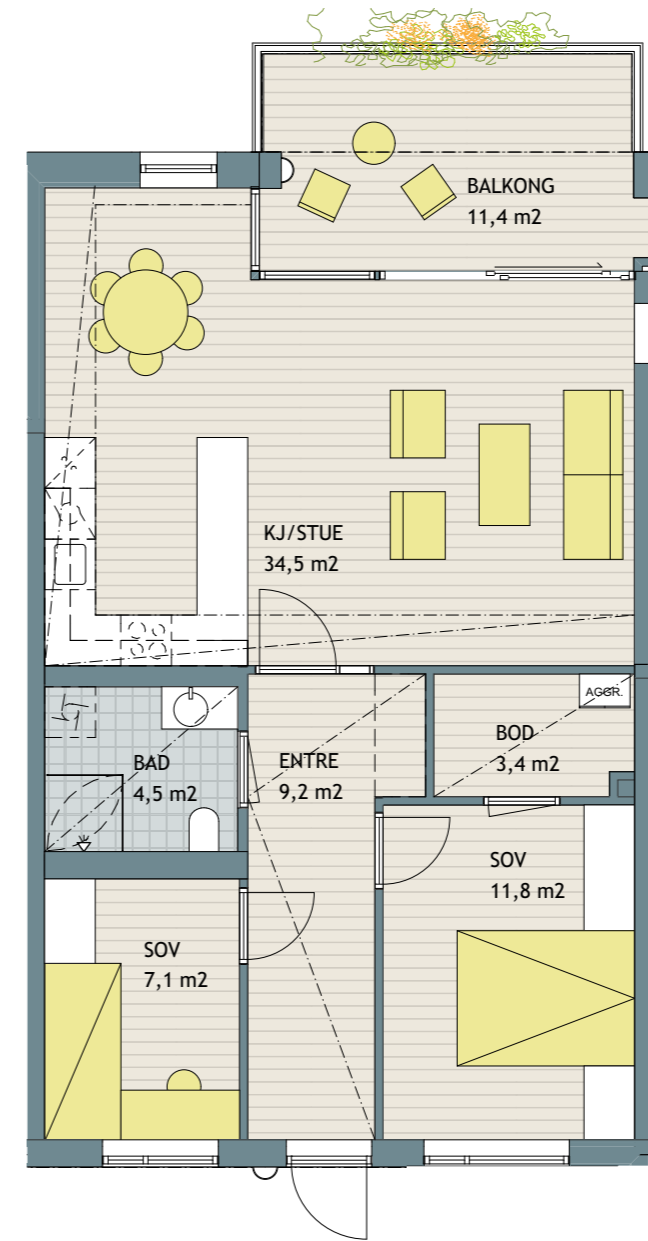 BALKONG
11,4 m2
KJ/STUE
34,5 m2
AGGR.
BOD
3,4 m2
BAD
4,5 m2
ENTRE
9,2 m2
SOV
11,8 m2
SOV
7,1 m2